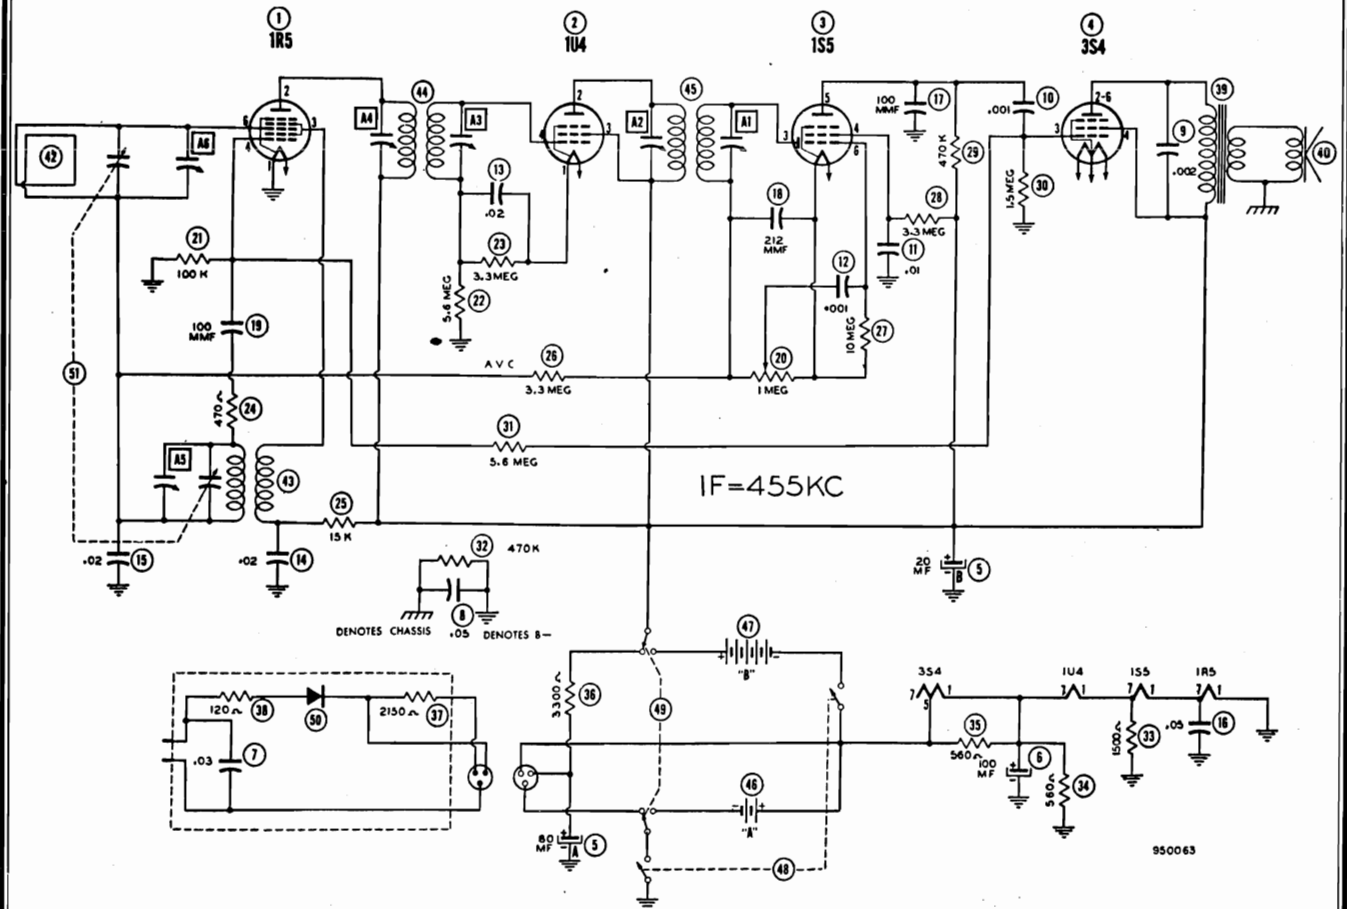 1 2 3 4
1R5 1U4 1S5 3S4
2 44 A4 A3 2 45 A2 A1 5 100 MMF 17 10 .001 2-6 39
42 A6 6 3 4 1 4 3 1 3 4 6 470 K 29 3 4 9 .002 40
13 .02 18 212 MMF 28 3.3 MEG 1.5 MEG 30
21 100 K 23 3.3 MEG 11 .01
5.6 MEG 22 12 .001
100 MMF 19 10 MEG 27
51 AVC 26 3.3 MEG 20 1 MEG
470 Ω 24
31 5.6 MEG
A5 43
IF=455KC
25 15 K
.02 15 .02 14 32 470K 20 MF + - B 5
8 .05
DENOTES CHASSIS DENOTES B-
47 + - "B"
3S4 1U4 1S5 1R5
7 5 1 7 1 7 1 7 1
38 120 Ω 50 37 2150 Ω 3300 Ω 36 49
35 560 Ω 1500 Ω 33 .05 16
7 .03 100 MF + - 6 560 Ω 34
46 - + "A"
80 MF + - A 5
48
950063